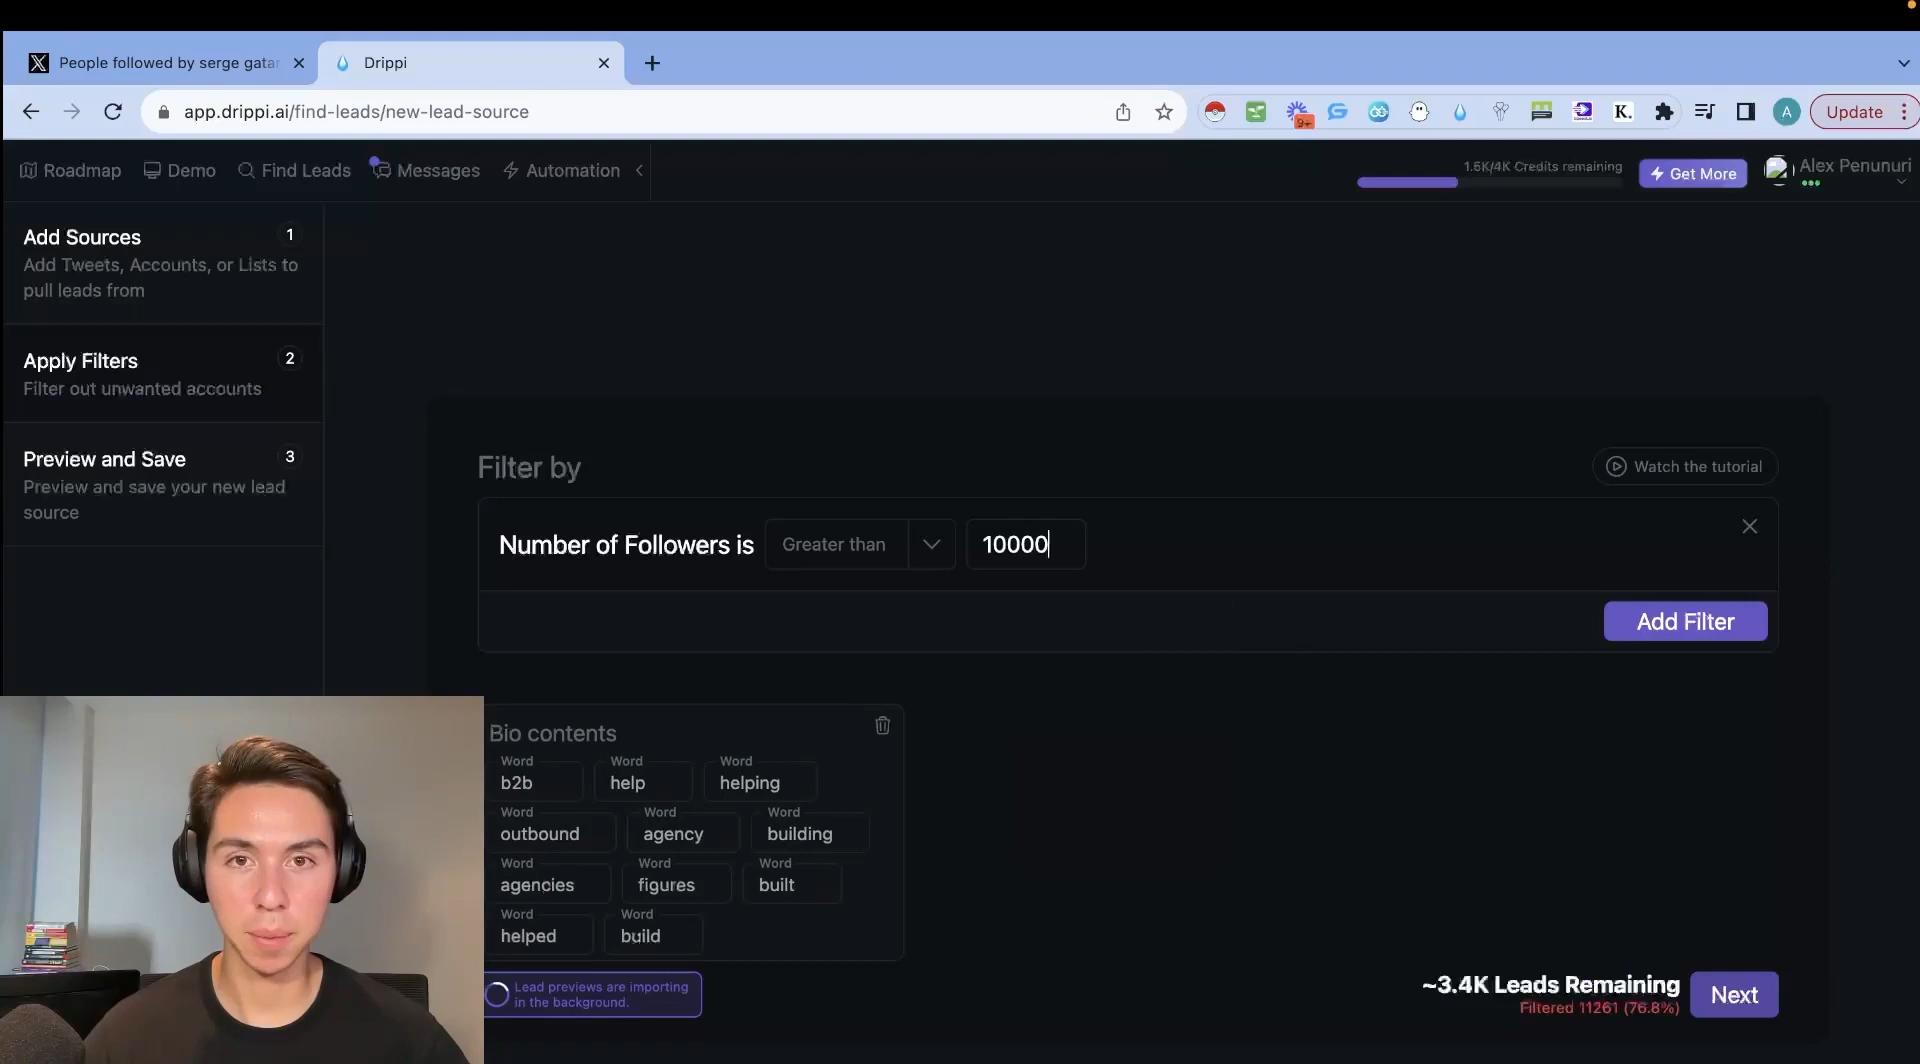 People followed by serge gatar
Drippi
app.drippi.ai/find-leads/new-lead-source
9+
K.
A
Update
Roadmap
Demo
Find Leads
Messages
Automation
1.6K/4K Credits remaining
Get More
Alex Penunuri
Add Sources
1
Add Tweets, Accounts, or Lists to
pull leads from
Apply Filters
2
Filter out unwanted accounts
Preview and Save
3
Preview and save your new lead
source
Filter by
Watch the tutorial
Number of Followers is
Greater than
10000
Add Filter
Bio contents
Word
Word
Word
b2b
help
helping
Word
Word
Word
outbound
agency
building
Word
Word
Word
agencies
figures
built
Word
Word
helped
build
Lead previews are importing
in the background.
~3.4K Leads Remaining
Filtered 11261 (76.8%)
Next